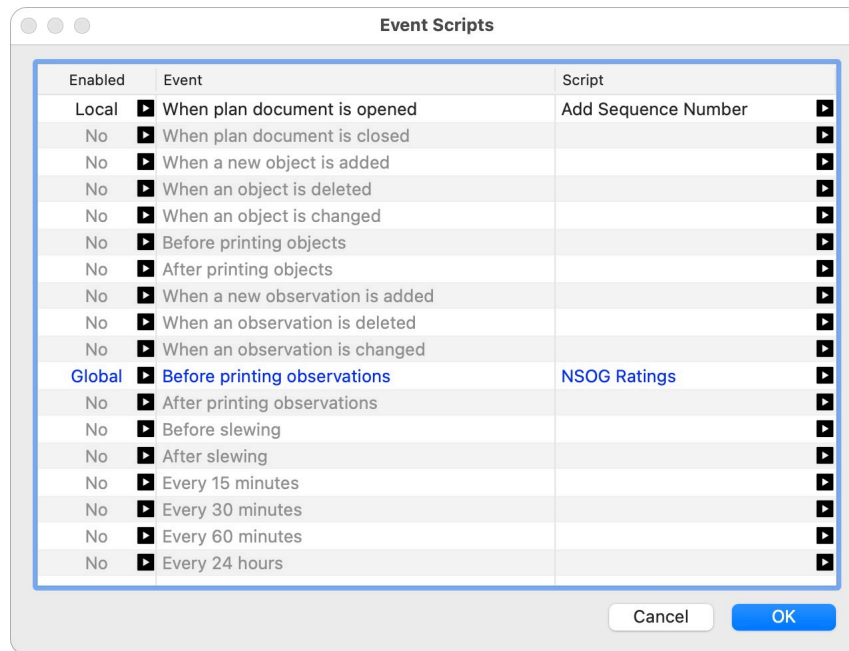 Event Scripts
Enabled Event Script
Local When plan document is opened Add Sequence Number
No When plan document is closed
No When a new object is added
No When an object is deleted
No When an object is changed
No Before printing objects
No After printing objects
No When a new observation is added
No When an observation is deleted
No When an observation is changed
Global Before printing observations NSOG Ratings
No After printing observations
No Before slewing
No After slewing
No Every 15 minutes
No Every 30 minutes
No Every 60 minutes
No Every 24 hours
Cancel OK